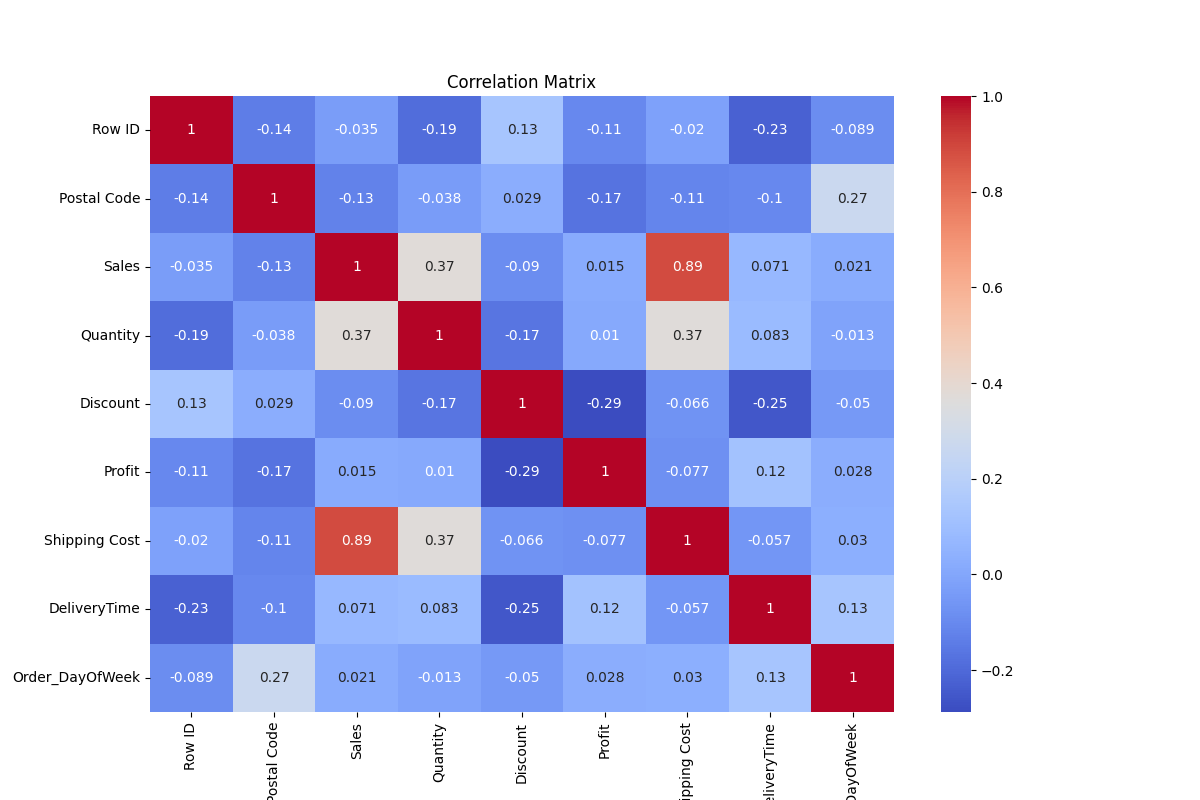 Correlation Matrix
Row ID 1 -0.14 -0.035 -0.19 0.13 -0.11 -0.02 -0.23 -0.089
Postal Code -0.14 1 -0.13 -0.038 0.029 -0.17 -0.11 -0.1 0.27
Sales -0.035 -0.13 1 0.37 -0.09 0.015 0.89 0.071 0.021
Quantity -0.19 -0.038 0.37 1 -0.17 0.01 0.37 0.083 -0.013
Discount 0.13 0.029 -0.09 -0.17 1 -0.29 -0.066 -0.25 -0.05
Profit -0.11 -0.17 0.015 0.01 -0.29 1 -0.077 0.12 0.028
Shipping Cost -0.02 -0.11 0.89 0.37 -0.066 -0.077 1 -0.057 0.03
DeliveryTime -0.23 -0.1 0.071 0.083 -0.25 0.12 -0.057 1 0.13
Order_DayOfWeek -0.089 0.27 0.021 -0.013 -0.05 0.028 0.03 0.13 1
Row ID
Postal Code
Sales
Quantity
Discount
Profit
ipping Cost
eliveryTime
DayOfWeek
1.0
0.8
0.6
0.4
0.2
0.0
−0.2